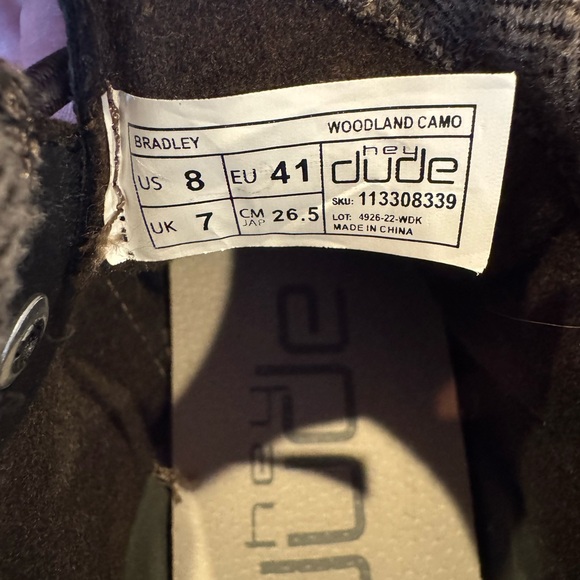 BRADLEY WOODLAND CAMO
US 8 EU 41 hey dude
UK 7 CM JAP 26.5 SKU: 113308339
LOT: 4926-22-WDK
MADE IN CHINA
hey
dude